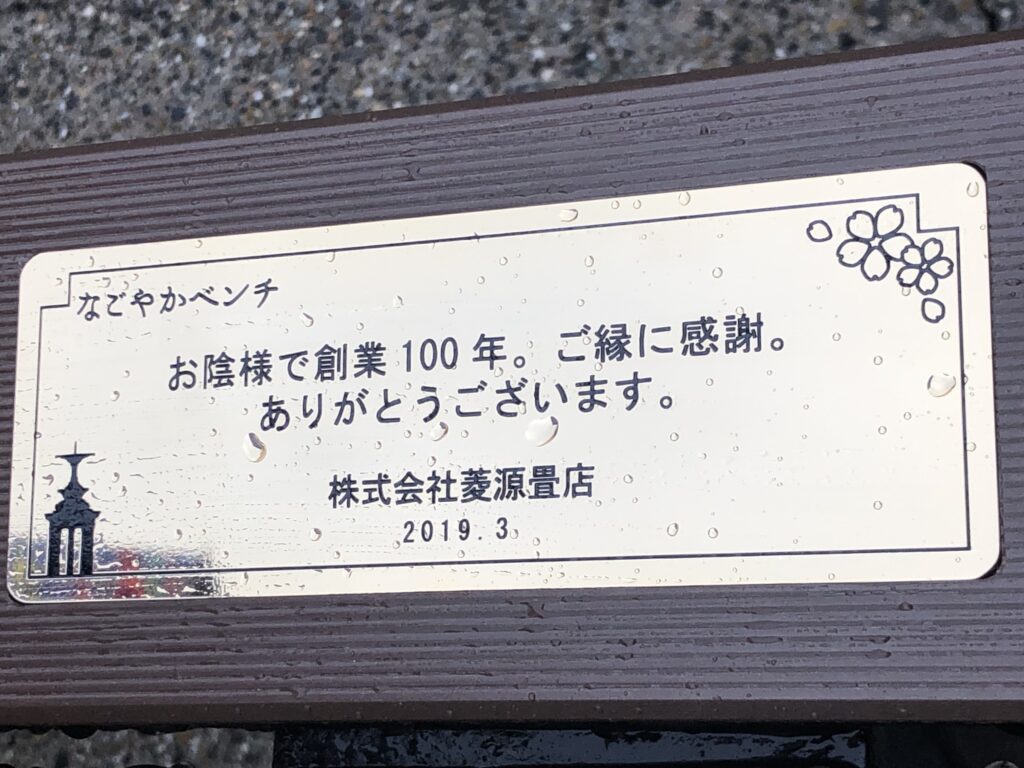 なごやかベンチ
お陰様で創業100年。ご縁に感謝。
ありがとうございます。
株式会社菱源畳店
2019.3